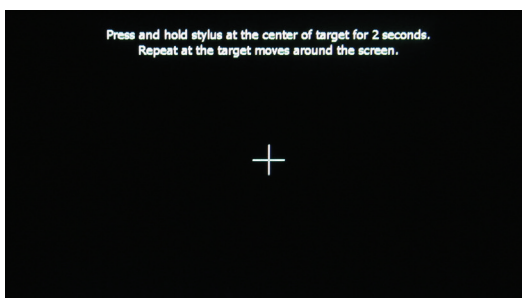 Press and hold stylus at the center of target for 2 seconds.
Repeat at the target moves around the screen.